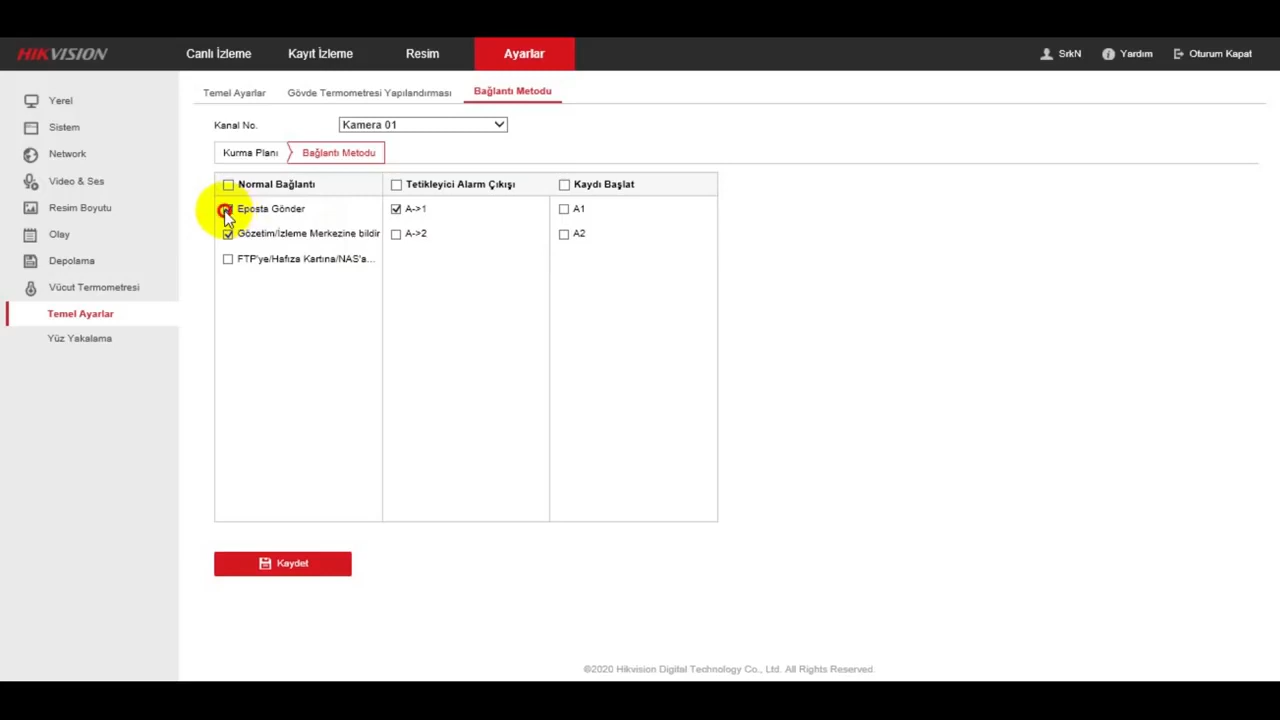 HIKVISION Canlı İzleme Kayıt İzleme Resim Ayarlar SrkN Yardım Oturum Kapat
Yerel
Sistem
Network
Video & Ses
Resim Boyutu
Olay
Depolama
Vücut Termometresi
Temel Ayarlar
Yüz Yakalama
Temel Ayarlar Gövde Termometresi Yapılandırması Bağlantı Metodu
Kanal No. Kamera 01
Kurma Planı Bağlantı Metodu
Normal Bağlantı Tetikleyici Alarm Çıkışı Kaydı Başlat
Eposta Gönder A->1 A1
Gözetim/İzleme Merkezine bildir A->2 A2
FTP'ye/Hafıza Kartına/NAS'a...
Kaydet
©2020 Hikvision Digital Technology Co., Ltd. All Rights Reserved.